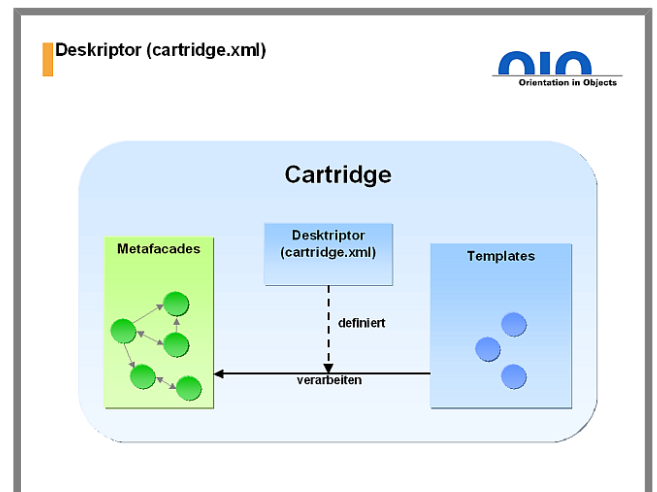 Deskriptor (cartridge.xml)
OIO
Orientation in Objects
Cartridge
Metafacades
Desktriptor
(cartridge.xml)
Templates
definiert
verarbeiten